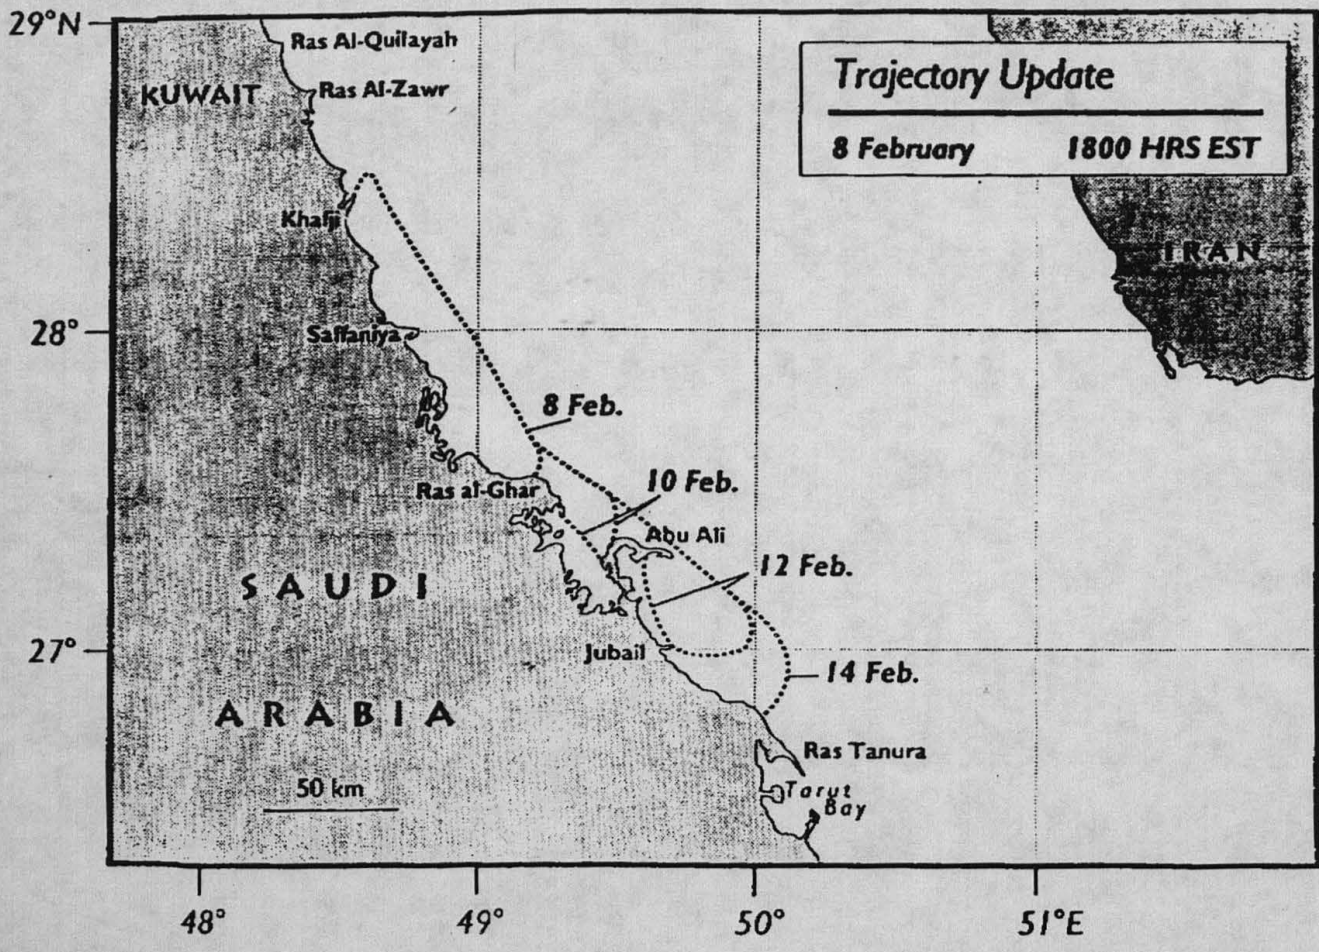 29°N
Ras Al-Quilayah
KUWAIT
Ras Al-Zawr
Trajectory Update
8 February 1800 HRS EST
Khafji
IRAN
28°
Saffaniya
8 Feb.
10 Feb.
Ras al-Ghar
Abu Ali
12 Feb.
SAUDI
27°
Jubail
14 Feb.
ARABIA
Ras Tanura
50 km
Tarut
Bay
48°
49°
50°
51°E